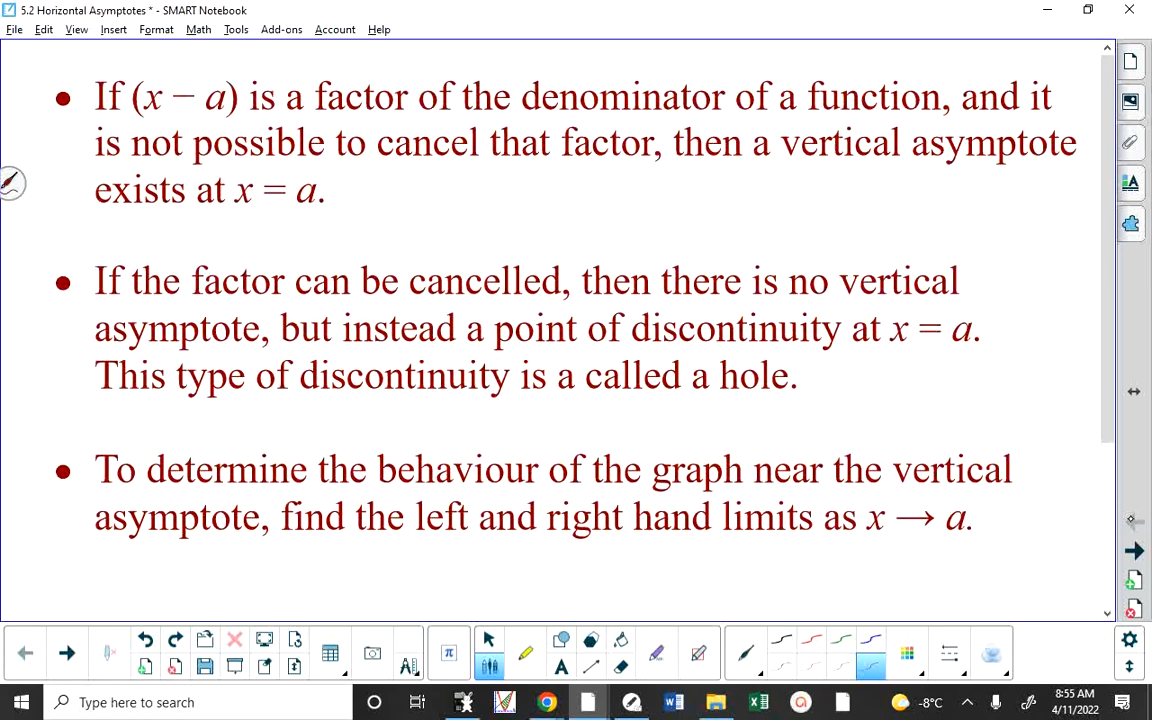 5.2 Horizontal Asymptotes * - SMART Notebook
File Edit View Insert Format Math Tools Add-ons Account Help
• If (x − a) is a factor of the denominator of a function, and it
is not possible to cancel that factor, then a vertical asymptote
exists at x = a.
• If the factor can be cancelled, then there is no vertical
asymptote, but instead a point of discontinuity at x = a.
This type of discontinuity is a called a hole.
• To determine the behaviour of the graph near the vertical
asymptote, find the left and right hand limits as x → a.
Type here to search
-8°C
8:55 AM
4/11/2022